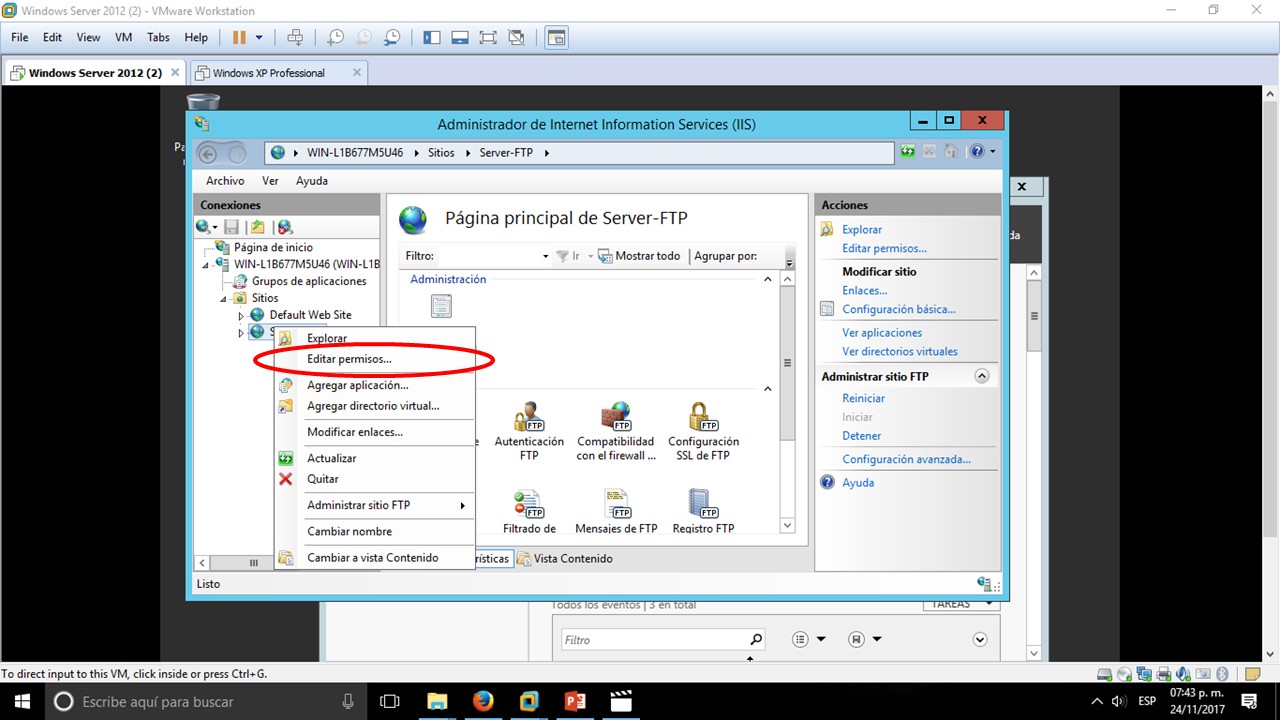 Windows Server 2012 (2) - VMware Workstation
File Edit View VM Tabs Help
Windows Server 2012 (2) Windows XP Professional
Administrador de Internet Information Services (IIS)
WIN-L1B677M5U46 Sitios Server-FTP
Archivo Ver Ayuda
Conexiones
Página de inicio
WIN-L1B677M5U46 (WIN-L1B
Grupos de aplicaciones
Sitios
Default Web Site
S
Explorar
Editar permisos...
Agregar aplicación...
Agregar directorio virtual...
Modificar enlaces...
Actualizar
Quitar
Administrar sitio FTP
Cambiar nombre
Cambiar a vista Contenido
Página principal de Server-FTP
Filtro: Ir Mostrar todo Agrupar por:
Administración
Autenticación FTP
Compatibilidad con el firewall ...
Configuración SSL de FTP
Filtrado de
Mensajes de FTP
Registro FTP
rísticas Vista Contenido
Acciones
Explorar
Editar permisos...
Modificar sitio
Enlaces...
Configuración básica...
Ver aplicaciones
Ver directorios virtuales
Administrar sitio FTP
Reiniciar
Iniciar
Detener
Configuración avanzada...
Ayuda
Listo
Pa
da
Todos los eventos | 3 en total
TAREAS
Filtro
To direct input to this VM, click inside or press Ctrl+G.
Escribe aquí para buscar
ESP
07:43 p. m.
24/11/2017